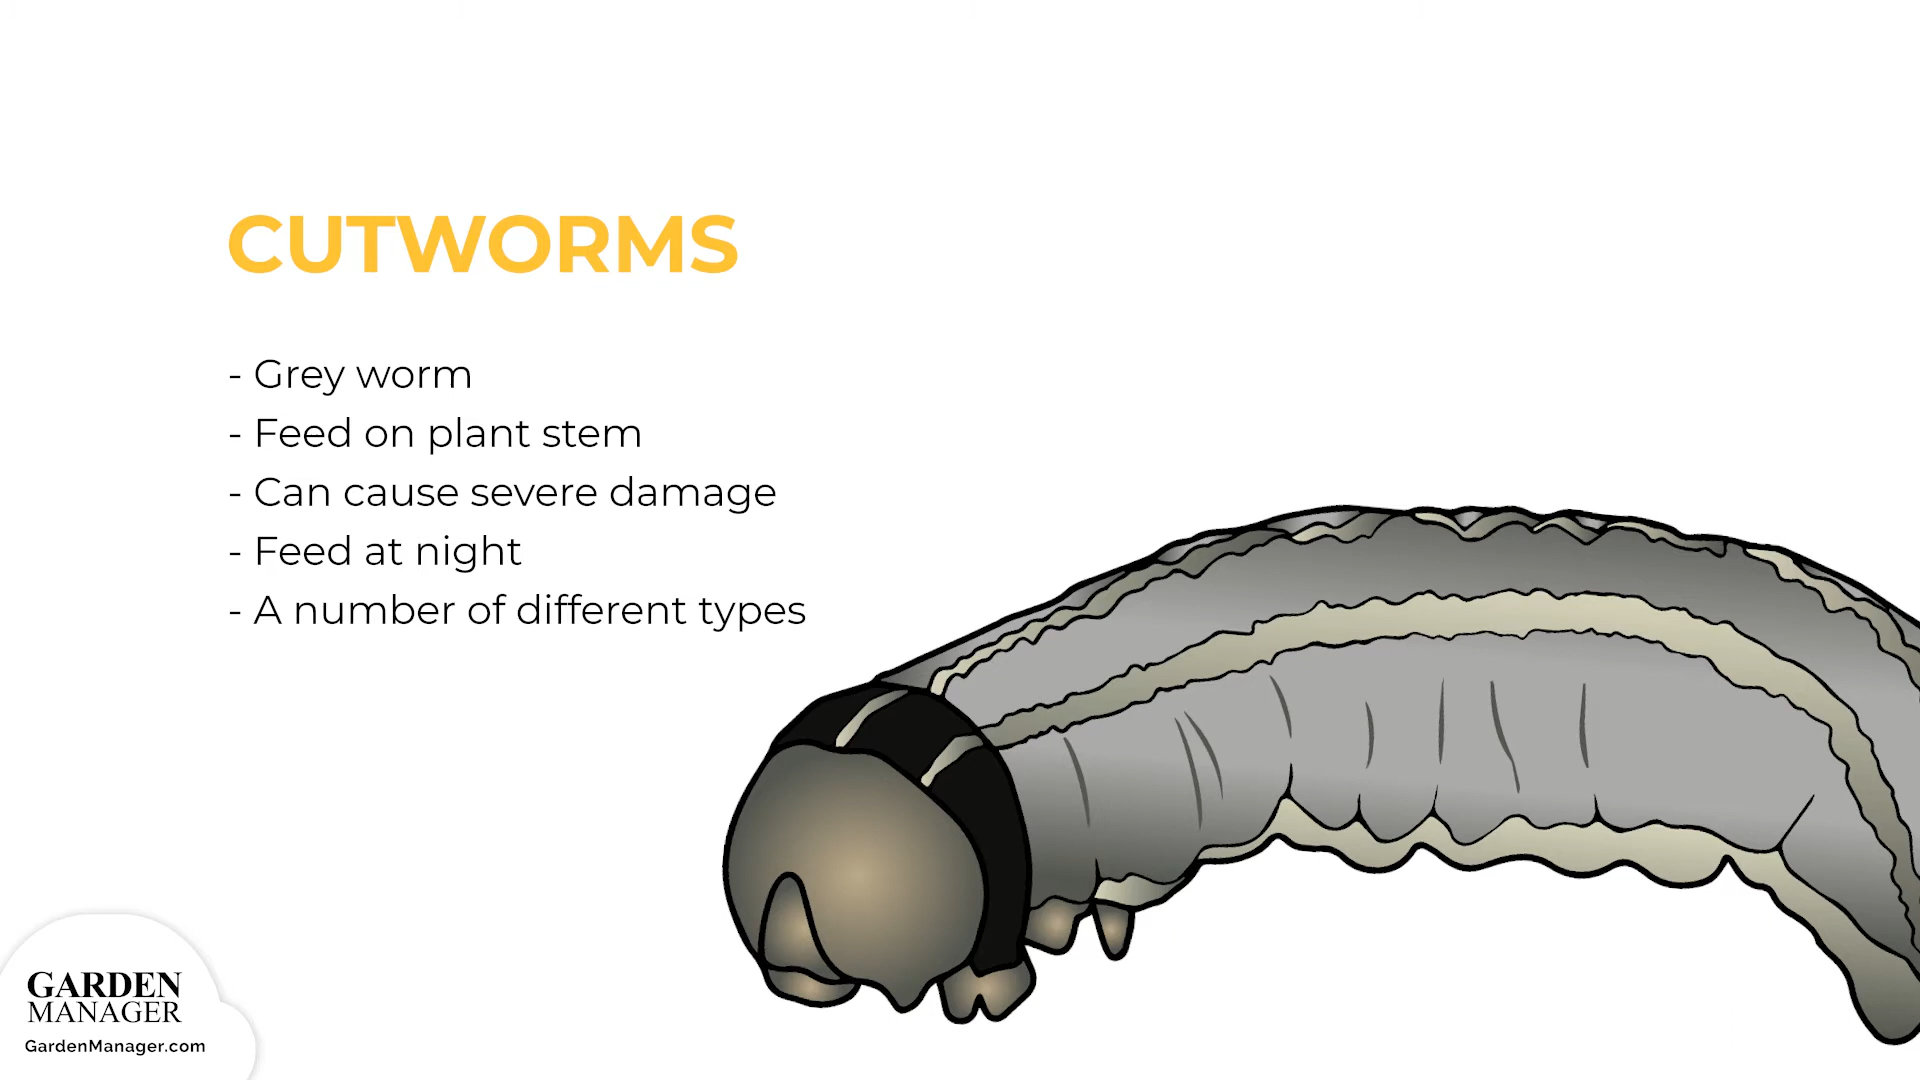 CUTWORMS
- Grey worm
- Feed on plant stem
- Can cause severe damage
- Feed at night
- A number of different types
GARDEN
MANAGER
GardenManager.com